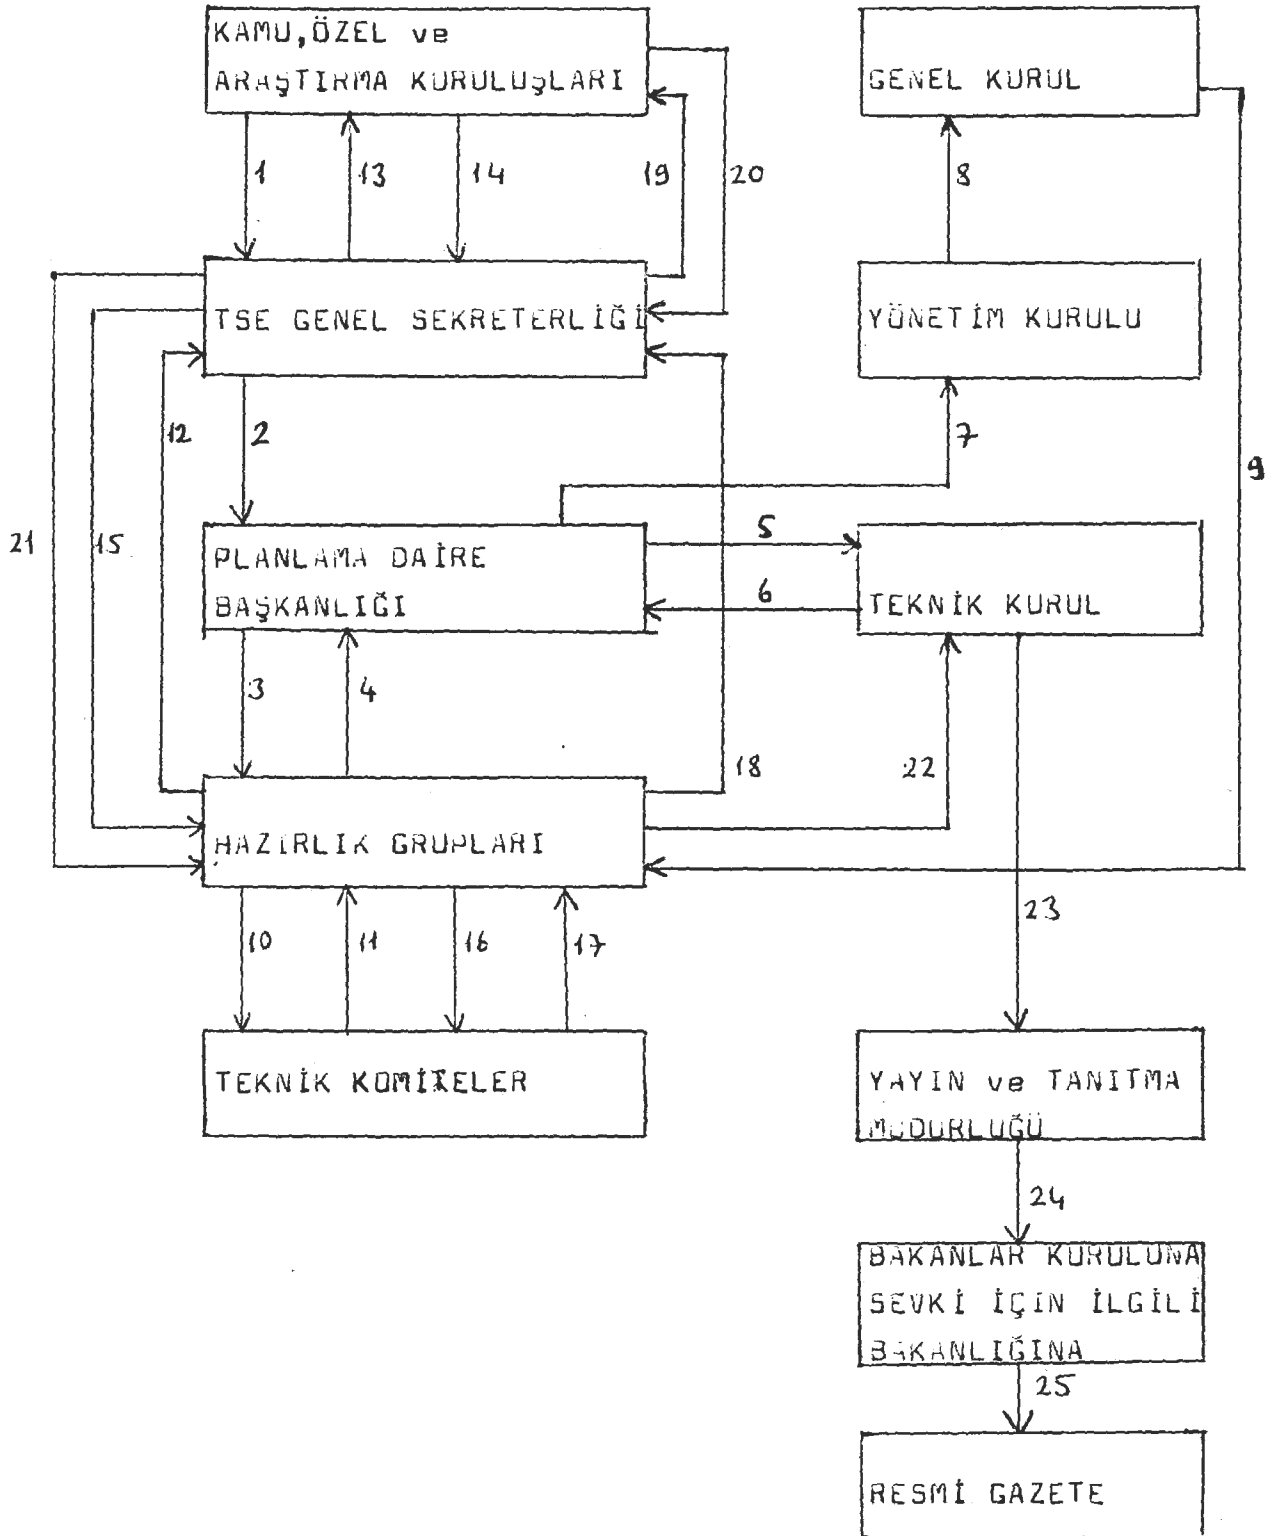 KAMU, ÖZEL ve
ARAŞTIRMA KURULUŞLARI
GENEL KURUL
1
13
14
19
20
8
TSE GENEL SEKRETERLİĞİ
YÖNETİM KURULU
12
2
7
9
21
15
PLANLAMA DAİRE
BAŞKANLIĞI
5
6
TEKNİK KURUL
3
4
18
22
HAZIRLIK GRUPLARI
10
11
16
17
23
TEKNİK KOMİTELER
YAYIN ve TANITMA
MÜDÜRLÜĞÜ
24
BAKANLAR KURULUNA
SEVKİ İÇİN İLGİLİ
BAKANLIĞINA
25
RESMİ GAZETE